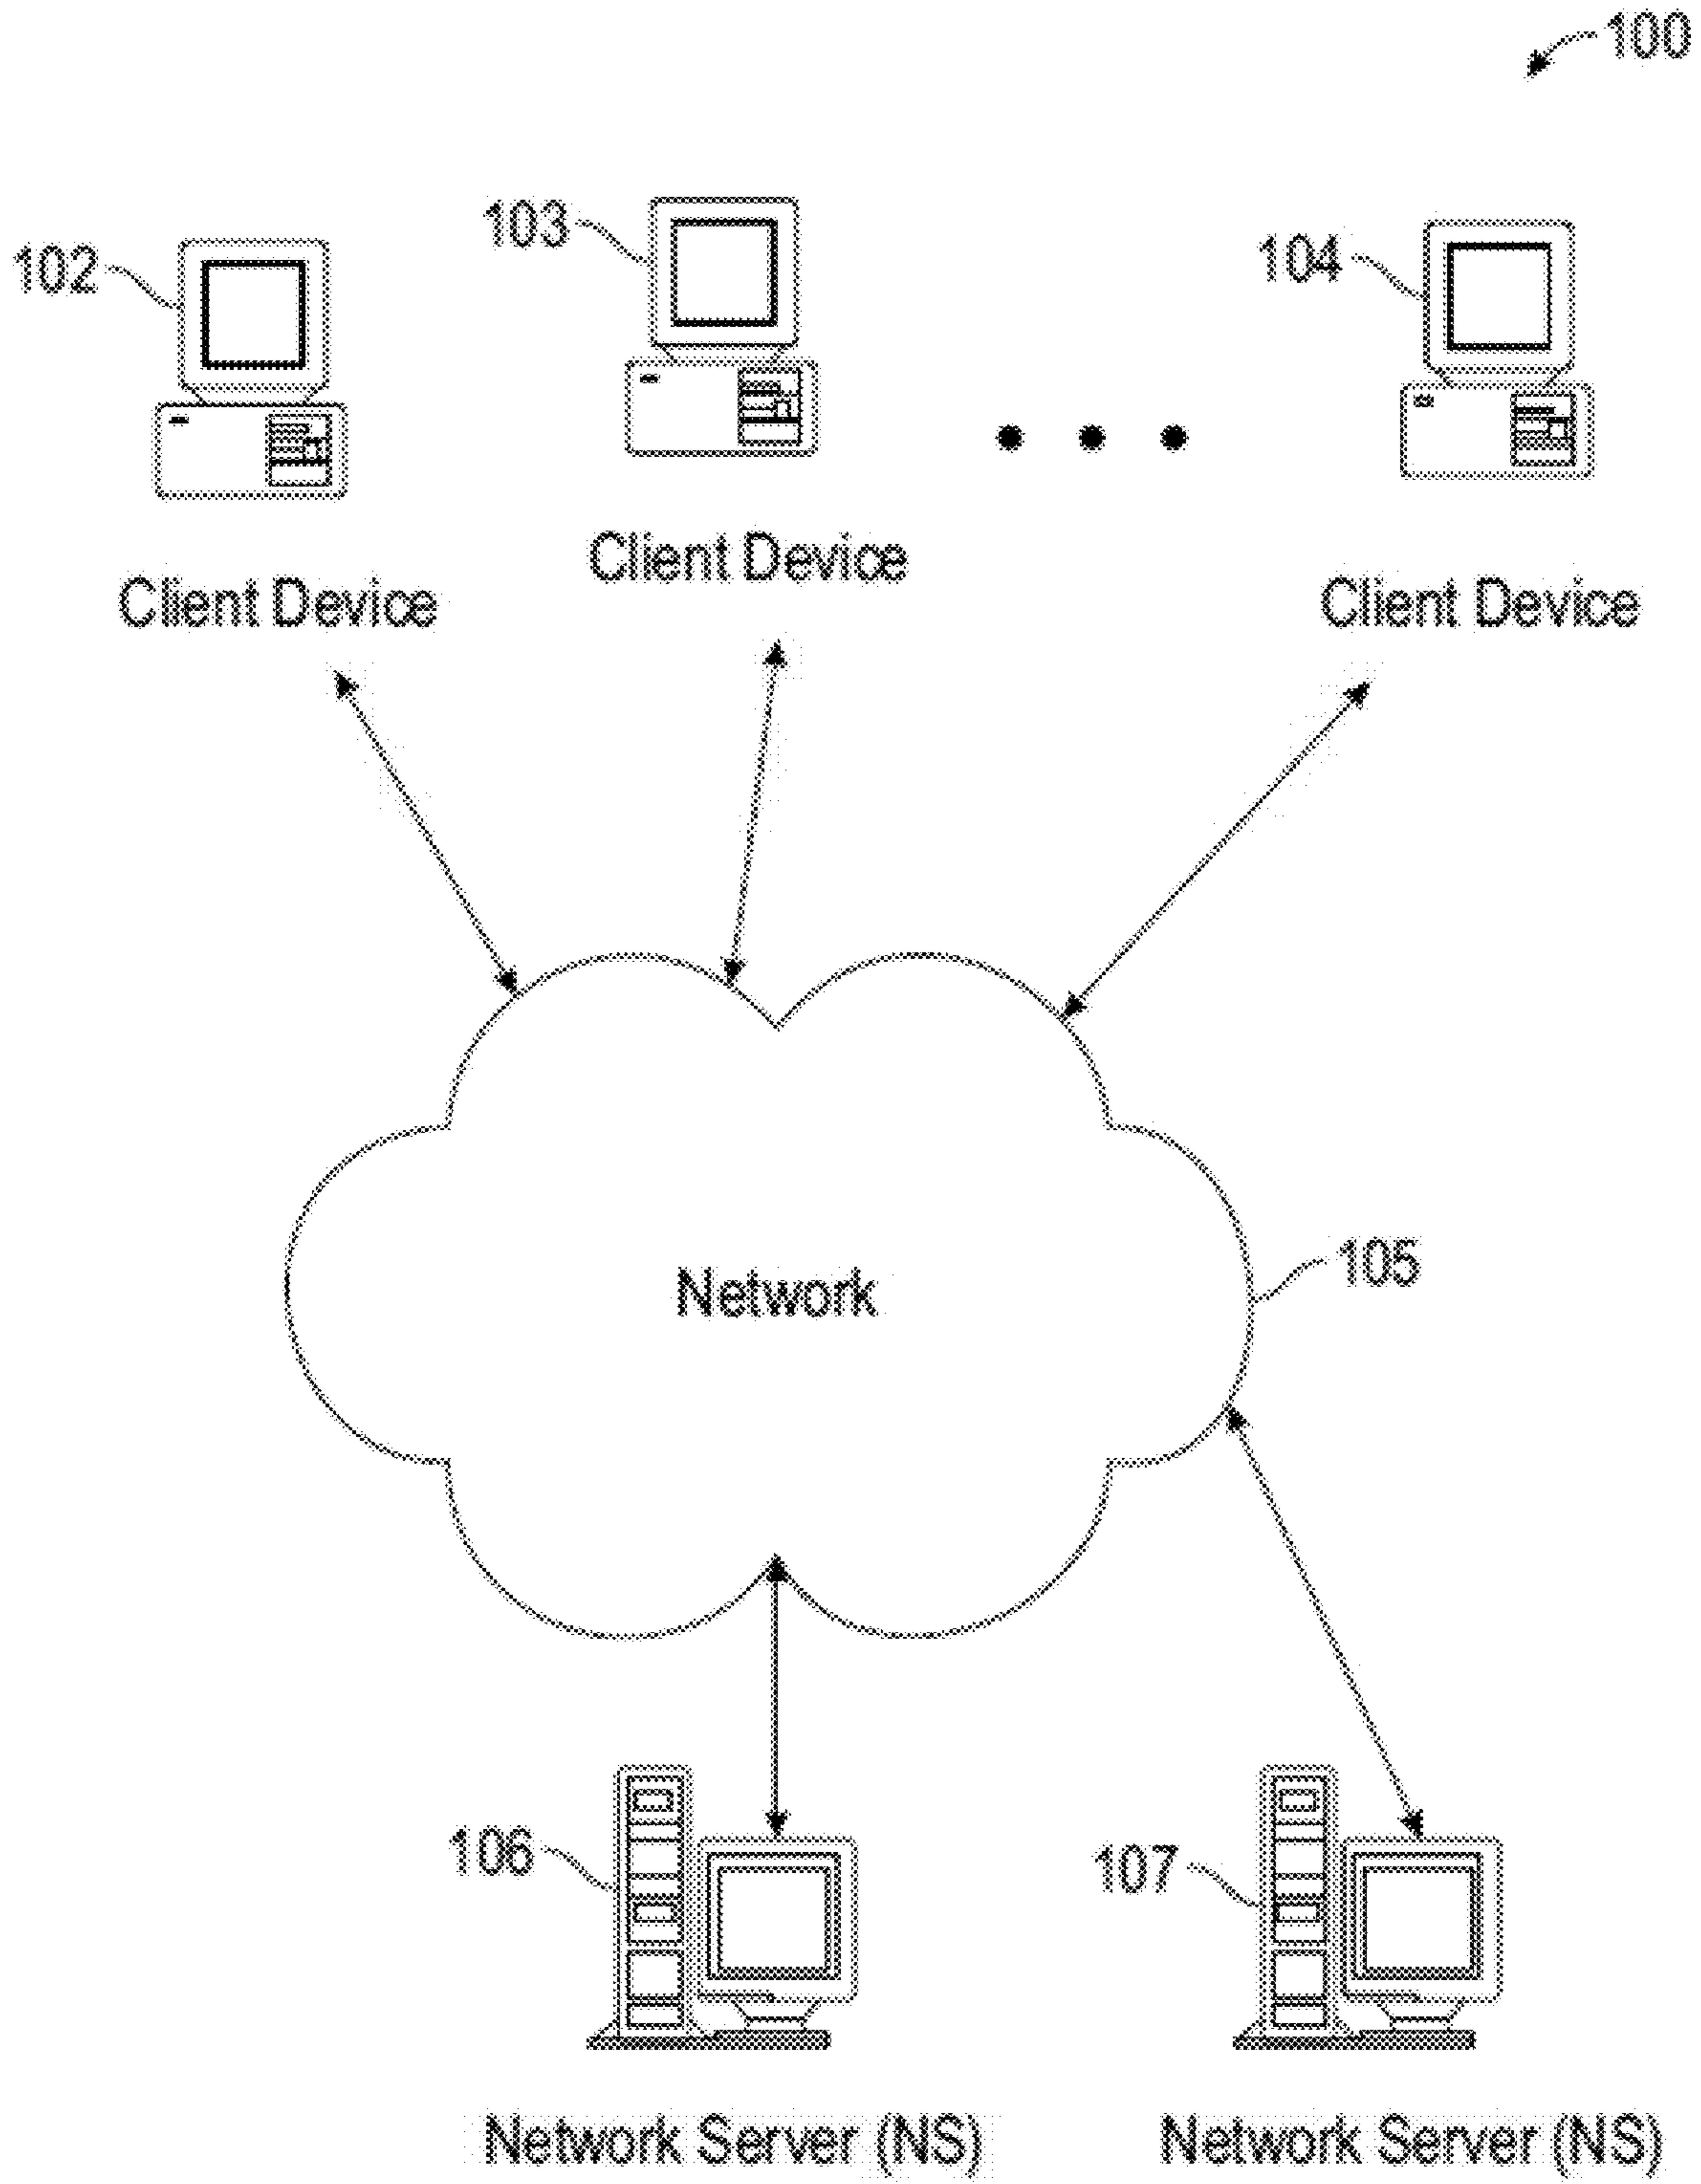 100
102
103
104
Client Device
Client Device
Client Device
Network
105
106
107
Network Server (NS)
Network Server (NS)